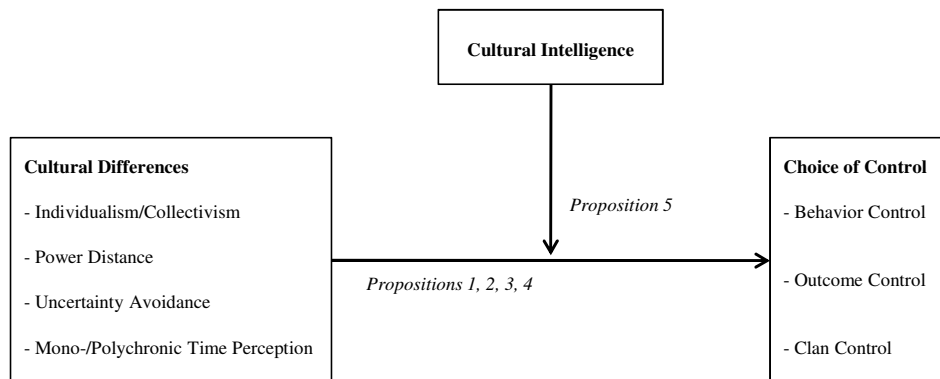 Cultural Intelligence
Cultural Differences
- Individualism/Collectivism
- Power Distance
- Uncertainty Avoidance
- Mono-/Polychronic Time Perception
Proposition 5
Propositions 1, 2, 3, 4
Choice of Control
- Behavior Control
- Outcome Control
- Clan Control